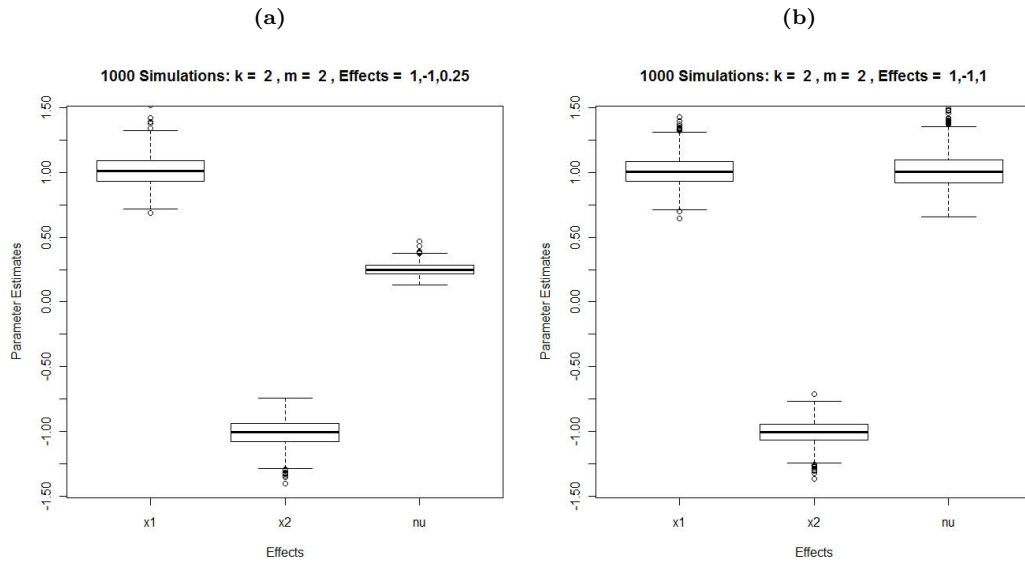 (a)
1000 Simulations: k = 2 , m = 2 , Effects = 1,-1,0.25
Parameter Estimates
1.50
1.00
0.50
0.00
-0.50
-1.00
-1.50
x1
x2
nu
Effects
(b)
1000 Simulations: k = 2 , m = 2 , Effects = 1,-1,1
Parameter Estimates
1.50
1.00
0.50
0.00
-0.50
-1.00
-1.50
x1
x2
nu
Effects